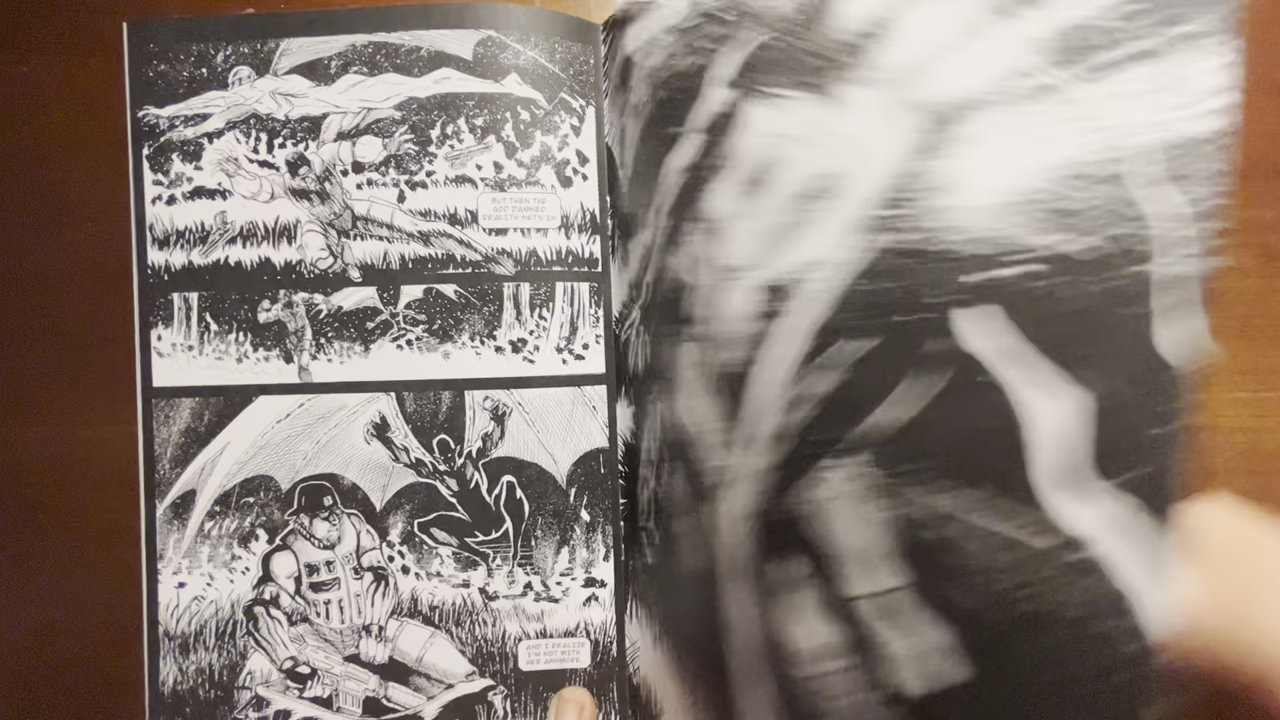 BUT THEN THE
GOD DAMNED
REALITY SETS IN
AND I REALIZE
I'M NOT WITH
HER ANYMORE